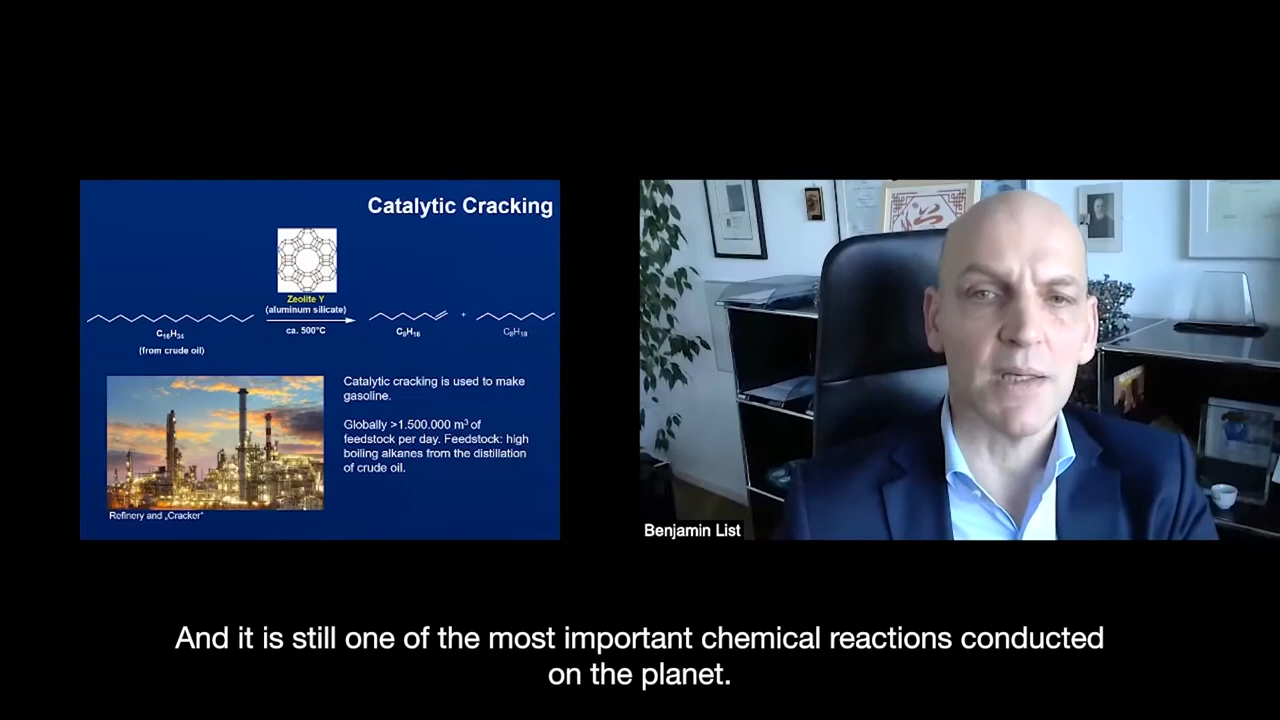 Catalytic Cracking
Zeolite Y
(aluminum silicate)
ca. 500°C
C16H34
(from crude oil)
C8H16
+
C8H18
Catalytic cracking is used to make
gasoline.
Globally >1.500.000 m³ of
feedstock per day. Feedstock: high
boiling alkanes from the distillation
of crude oil.
Refinery and „Cracker“
Benjamin List
And it is still one of the most important chemical reactions conducted
on the planet.